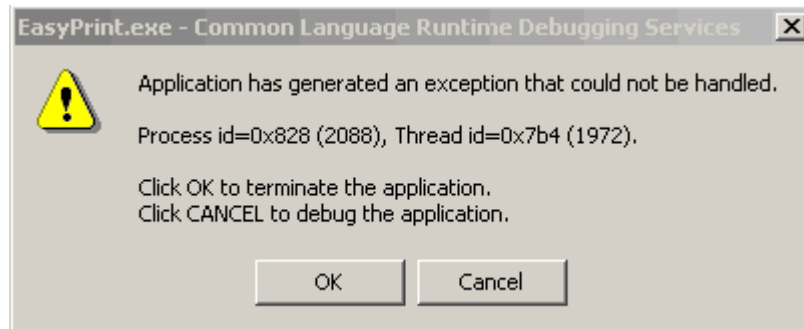 EasyPrint.exe - Common Language Runtime Debugging Services
Application has generated an exception that could not be handled.
Process id=0x828 (2088), Thread id=0x7b4 (1972).
Click OK to terminate the application.
Click CANCEL to debug the application.
OK
Cancel